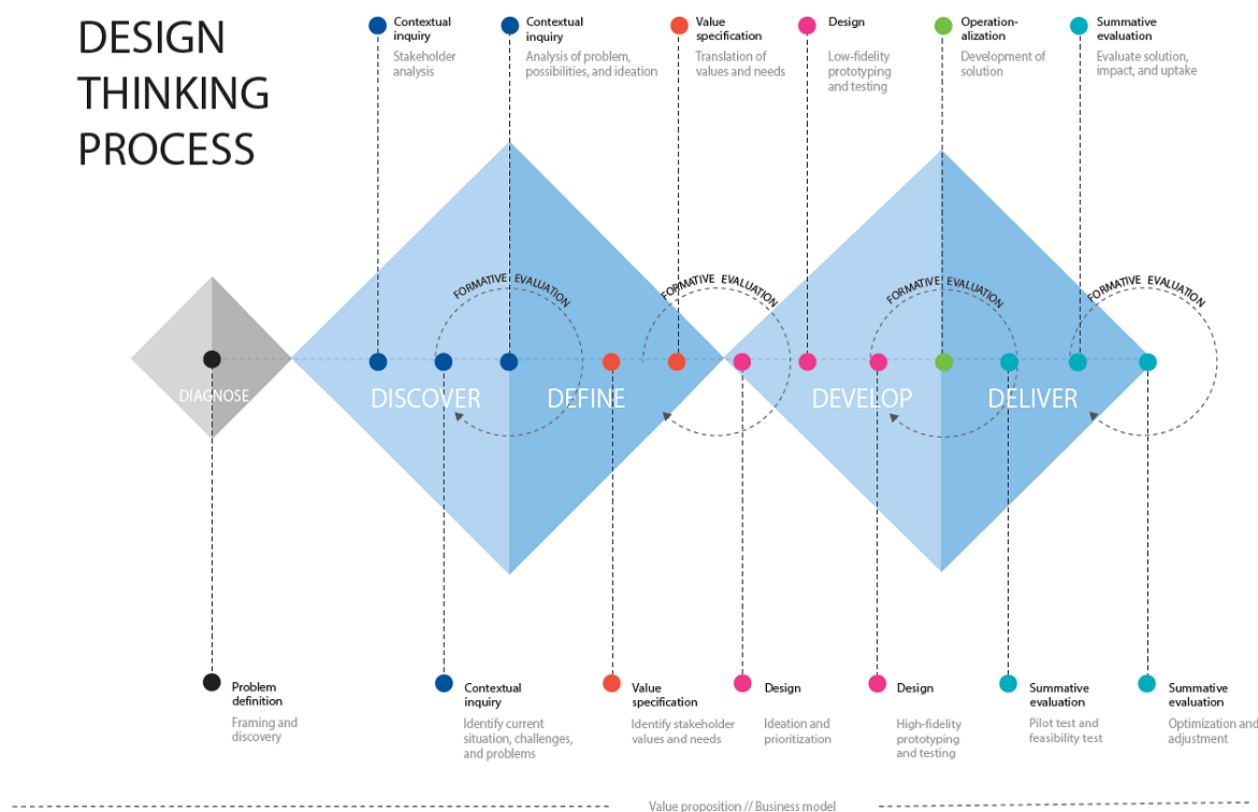 DESIGN
THINKING
PROCESS
Contextual
inquiry
Stakeholder
analysis
Contextual
inquiry
Analysis of problem,
possibilities, and ideation
Value
specification
Translation of
values and needs
Design
Low-fidelity
prototyping
and testing
Operation-
alization
Development of
solution
Summative
evaluation
Evaluate solution,
impact, and uptake
FORMATIVE EVALUATION
FORMATIVE EVALUATION
FORMATIVE EVALUATION
FORMATIVE EVALUATION
DIAGNOSE
DISCOVER
DEFINE
DEVELOP
DELIVER
Problem
definition
Framing and
discovery
Contextual
inquiry
Identify current
situation, challenges,
and problems
Value
specification
Identify stakeholder
values and needs
Design
Ideation and
prioritization
Design
High-fidelity
prototyping
and testing
Summative
evaluation
Pilot test and
feasibility test
Summative
evaluation
Optimization and
adjustment
Value proposition // Business model